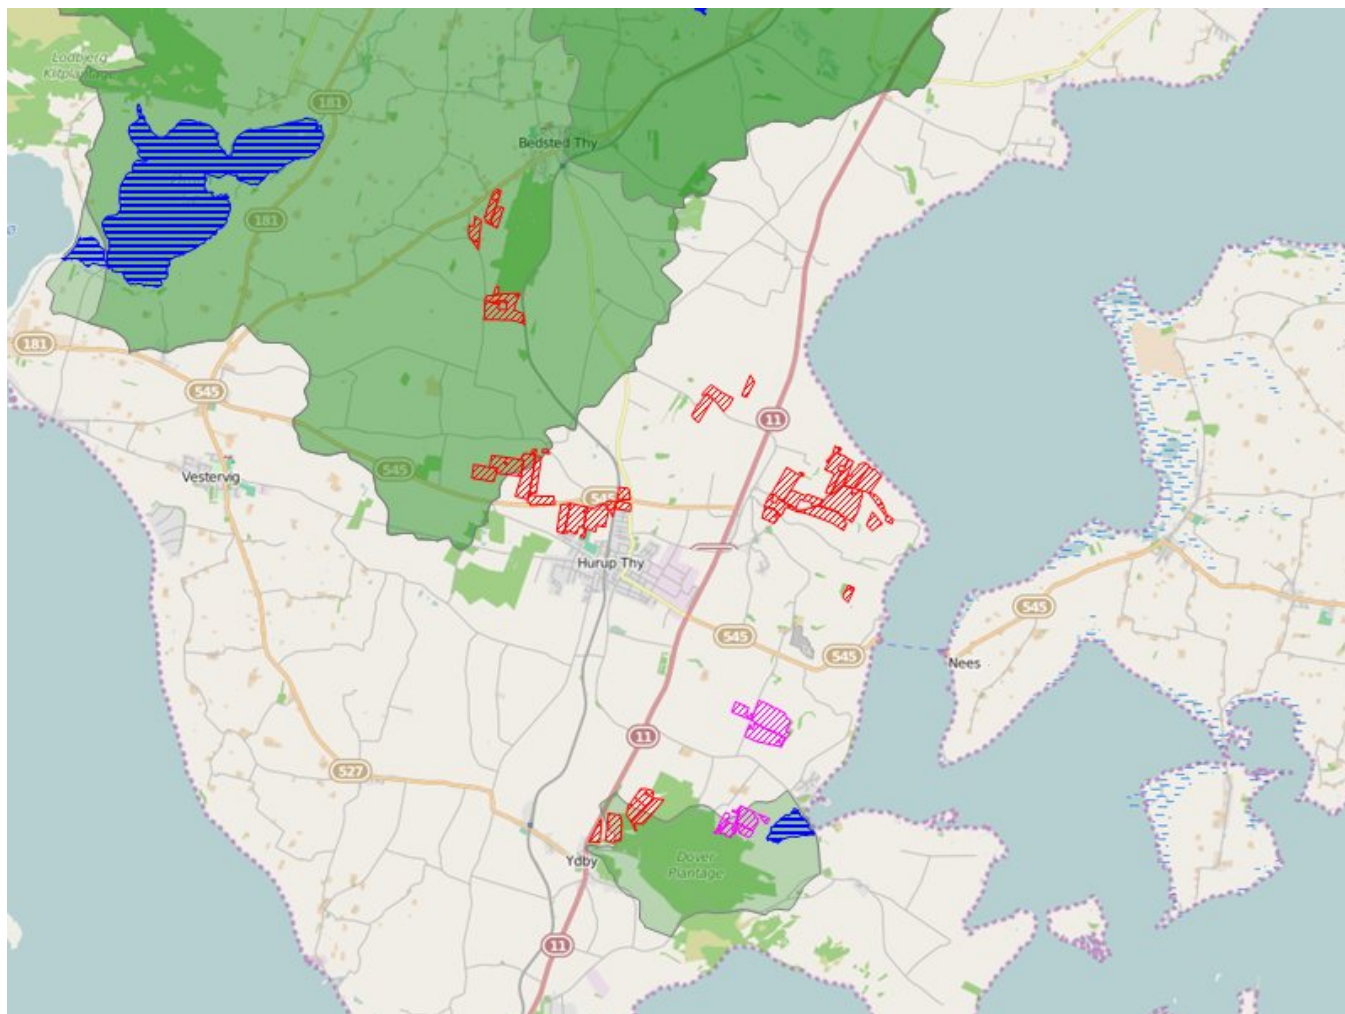 Lodbjerg
Klitplantage
181
Bedsted Thy
181
ø
181
545
11
545
Vestervig
545
Hurup Thy
545
545
545
Nees
11
527
Ydby
Dover
Plantage
11